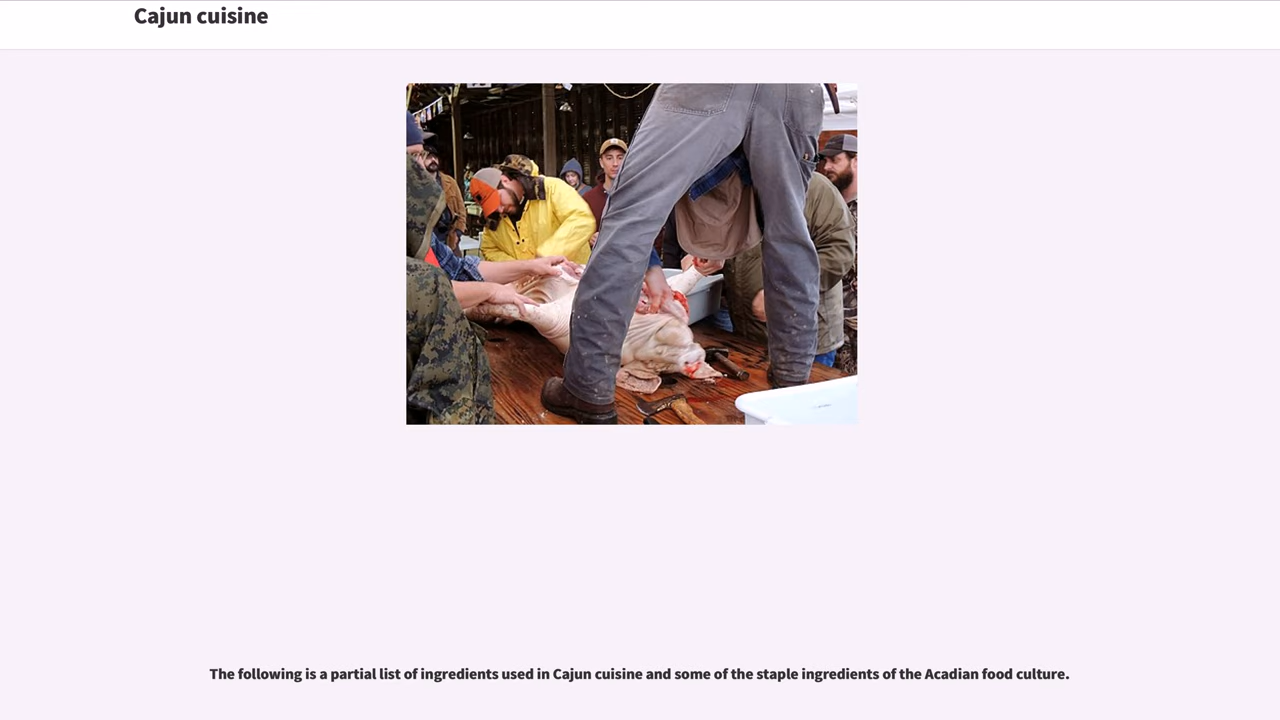 Cajun cuisine
The following is a partial list of ingredients used in Cajun cuisine and some of the staple ingredients of the Acadian food culture.